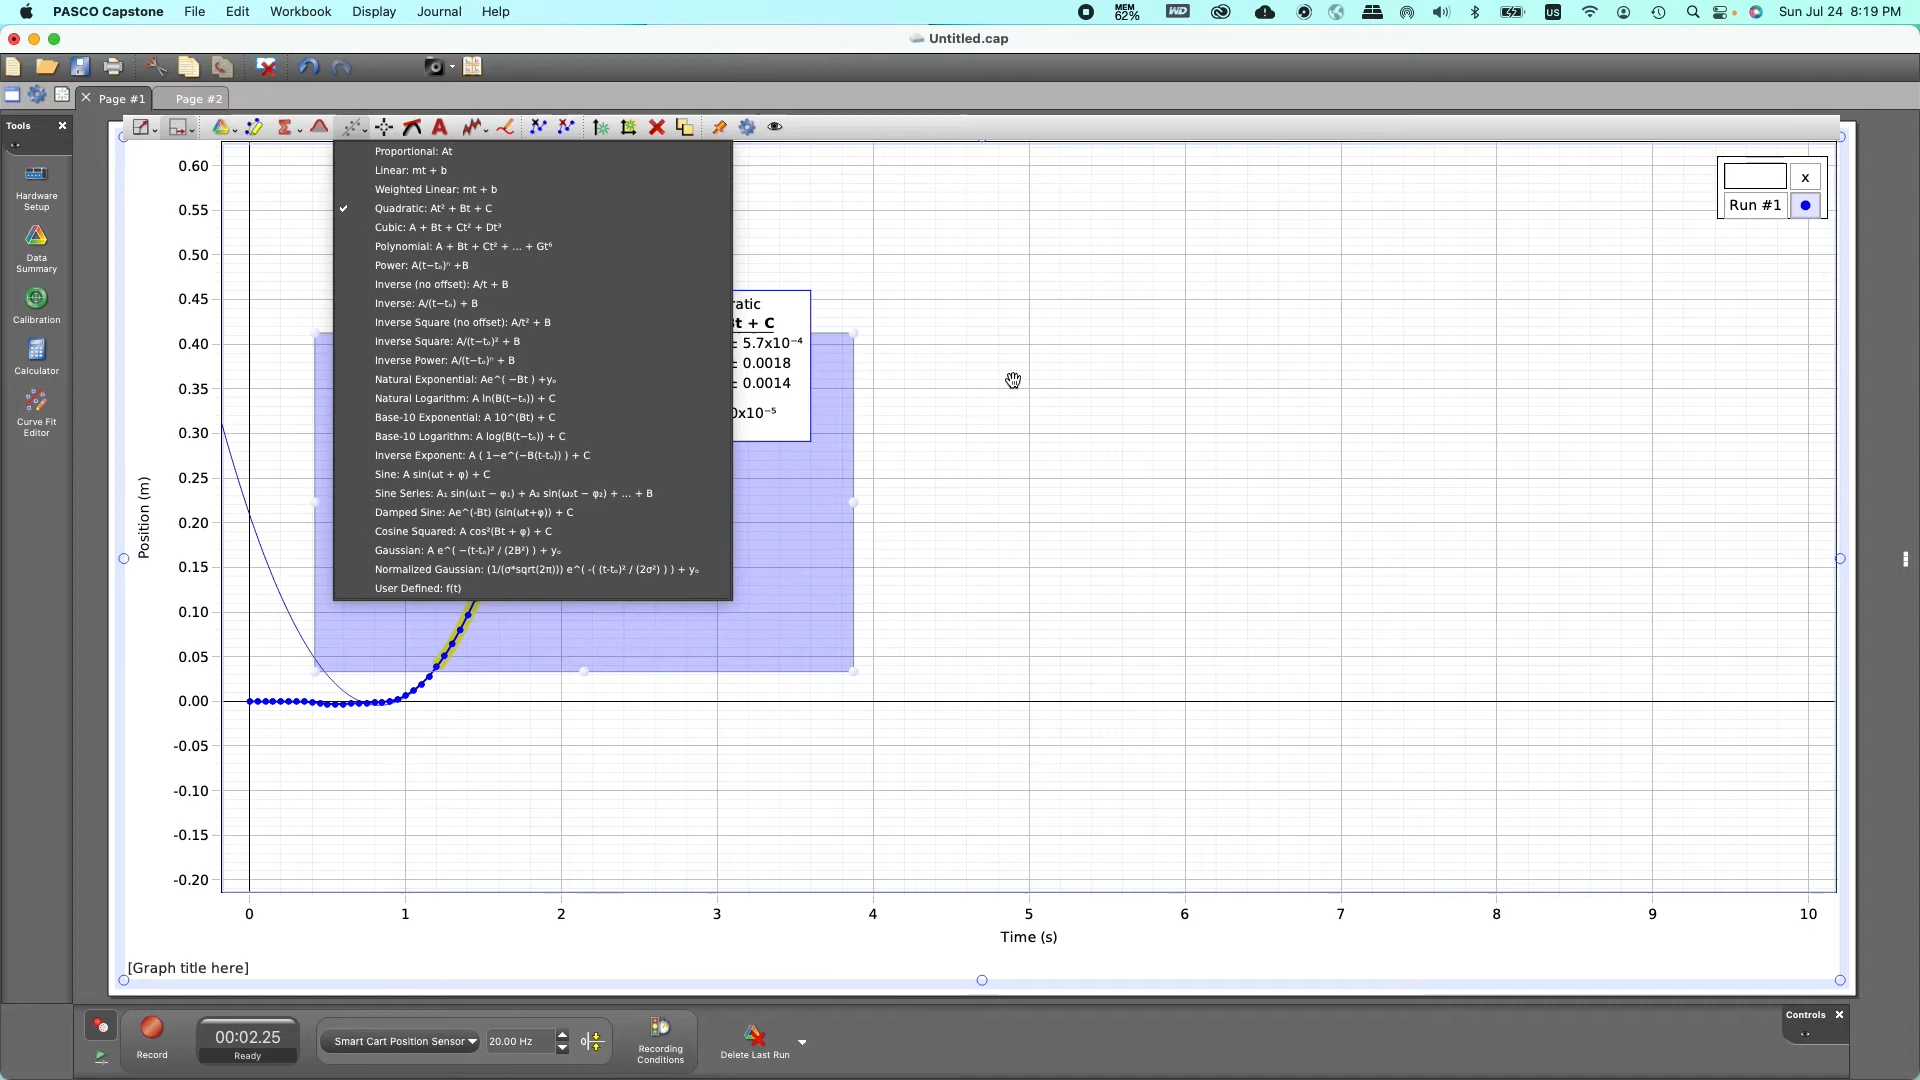 PASCO Capstone File Edit Workbook Display Journal Help
MEM
62%
WD
US
Sun Jul 24 8:19 PM
Untitled.cap
Page #1
Page #2
Tools
Hardware
Setup
Data
Summary
Calibration
Calculator
Curve Fit
Editor
Proportional: At
Linear: mt + b
Weighted Linear: mt + b
Quadratic: At² + Bt + C
Cubic: A + Bt + Ct² + Dt³
Polynomial: A + Bt + Ct² + ... + Gt⁶
Power: A(t−t₀)ⁿ +B
Inverse (no offset): A/t + B
Inverse: A/(t−t₀) + B
Inverse Square (no offset): A/t² + B
Inverse Square: A/(t−t₀)² + B
Inverse Power: A/(t−t₀)ⁿ + B
Natural Exponential: Ae^( −Bt ) +y₀
Natural Logarithm: A ln(B(t−t₀)) + C
Base-10 Exponential: A 10^(Bt) + C
Base-10 Logarithm: A log(B(t−t₀)) + C
Inverse Exponent: A ( 1−e^(−B(t-t₀)) ) + C
Sine: A sin(ωt + φ) + C
Sine Series: A₁ sin(ω₁t − φ₁) + A₂ sin(ω₂t − φ₂) + ... + B
Damped Sine: Ae^(-Bt) (sin(ωt+φ)) + C
Cosine Squared: A cos²(Bt + φ) + C
Gaussian: A e^( −(t-t₀)² / (2B²) ) + y₀
Normalized Gaussian: (1/(σ*sqrt(2π))) e^( -( (t-t₀)² / (2σ²) ) ) + y₀
User Defined: f(t)
ratic
Bt + C
± 5.7x10⁻⁴
± 0.0018
± 0.0014
0x10⁻⁵
x
Run #1
0.60
0.55
0.50
0.45
0.40
0.35
0.30
0.25
0.20
0.15
0.10
0.05
0.00
-0.05
-0.10
-0.15
-0.20
Position (m)
0 1 2 3 4 5 6 7 8 9 10
Time (s)
[Graph title here]
Record
00:02.25
Ready
Smart Cart Position Sensor
20.00 Hz
0
Recording
Conditions
Delete Last Run
Controls